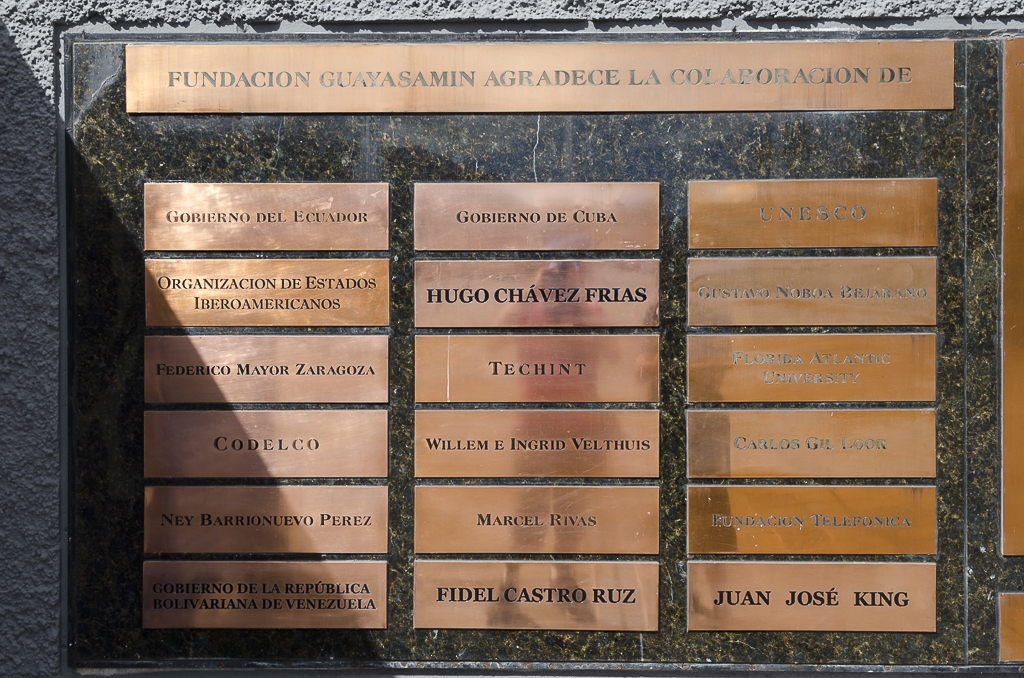 FUNDACION GUAYASAMIN AGRADECE LA COLABORACION DE
GOBIERNO DEL ECUADOR
ORGANIZACION DE ESTADOS
IBEROAMERICANOS
FEDERICO MAYOR ZARAGOZA
CODELCO
NEY BARRIONUEVO PEREZ
GOBIERNO DE LA REPÚBLICA
BOLIVARIANA DE VENEZUELA
GOBIERNO DE CUBA
HUGO CHÁVEZ FRIAS
TECHINT
WILLEM E INGRID VELTHUIS
MARCEL RIVAS
FIDEL CASTRO RUZ
UNESCO
GUSTAVO NOBOA BEJARANO
FLORIDA ATLANTIC
UNIVERSITY
CARLOS GIL LOOR
FUNDACION TELEFONICA
JUAN JOSÉ KING